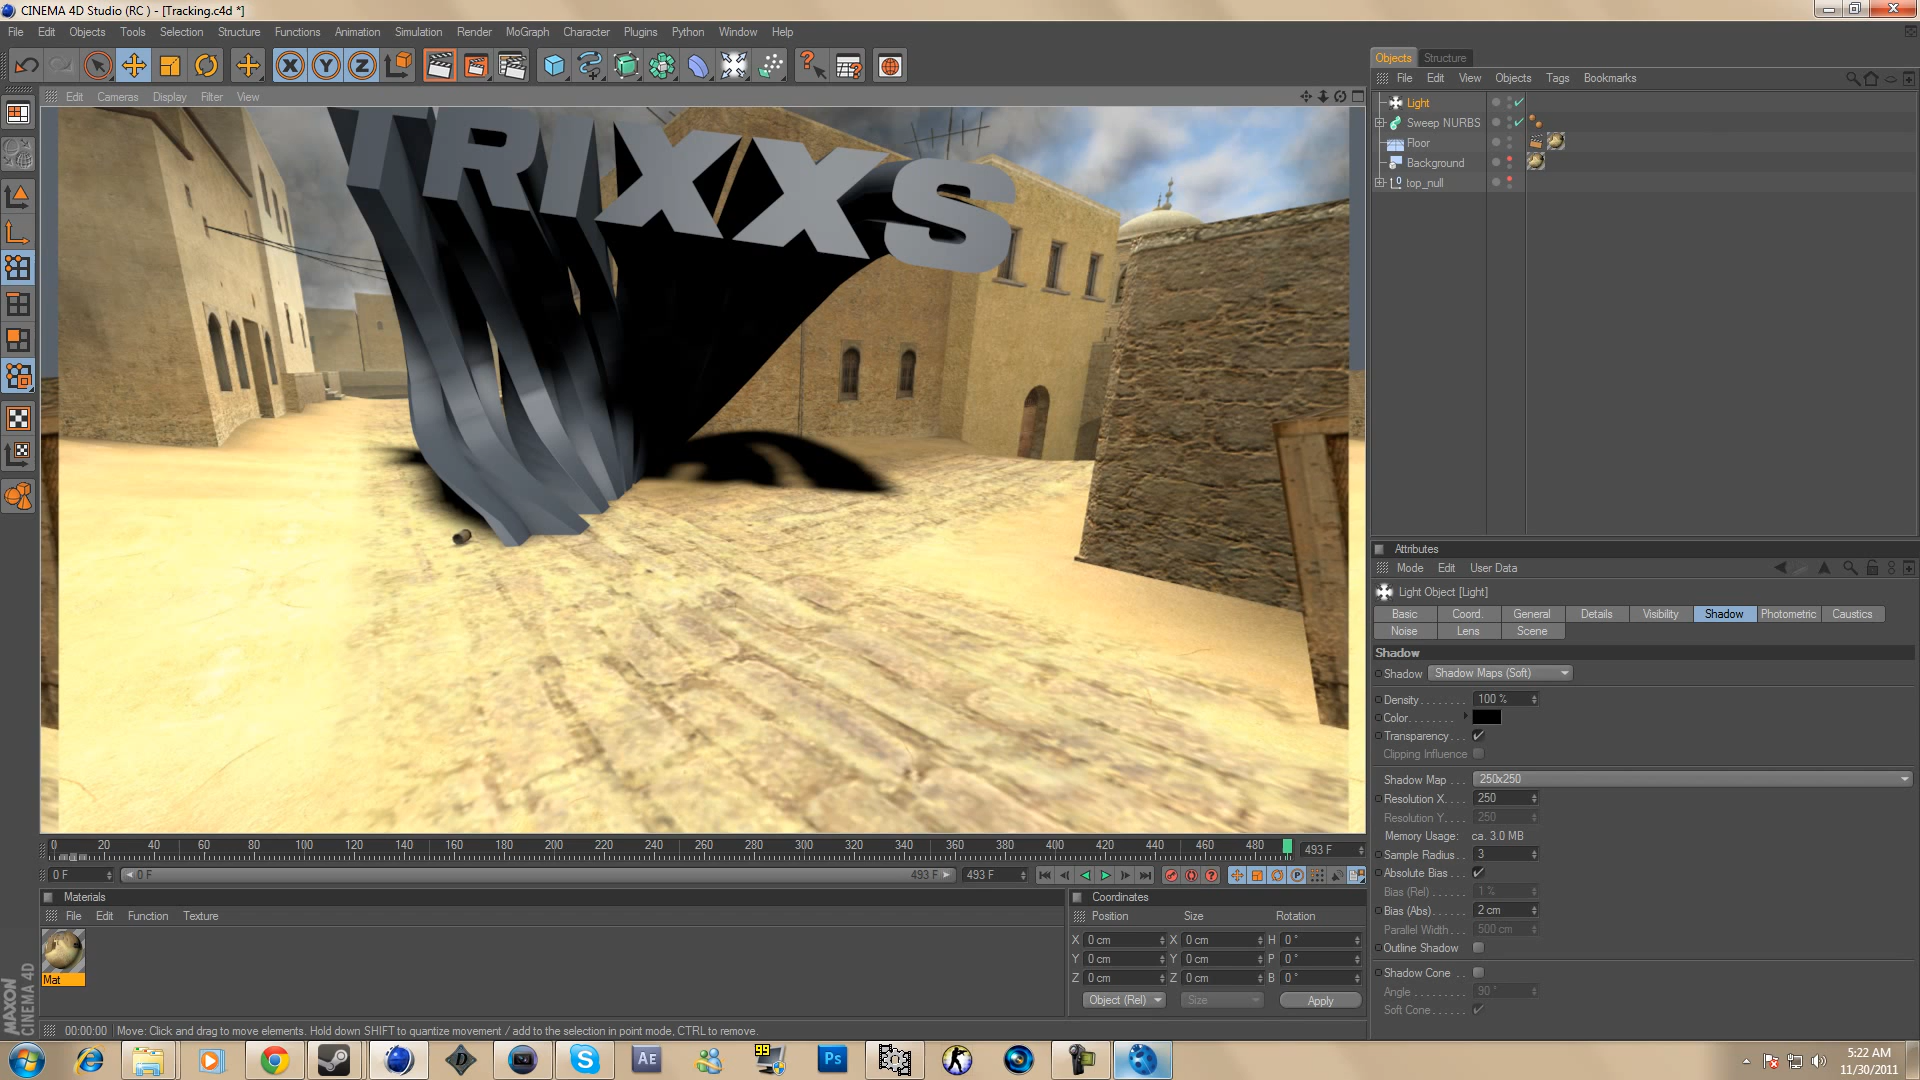 CINEMA 4D Studio (RC ) - [Tracking.c4d *]
File Edit Objects Tools Selection Structure Functions Animation Simulation Render MoGraph Character Plugins Python Window Help
X Y Z
Edit Cameras Display Filter View
TRIXXS
Objects Structure
File Edit View Objects Tags Bookmarks
Light
Sweep NURBS
Floor
Background
top_null
Attributes
Mode Edit User Data
Light Object [Light]
Basic Coord. General Details Visibility Shadow Photometric Caustics
Noise Lens Scene
Shadow
Shadow Shadow Maps (Soft)
Density 100 %
Color
Transparency
Clipping Influence
Shadow Map 250x250
Resolution X 250
Resolution Y 250
Memory Usage: ca. 3.0 MB
Sample Radius 3
Absolute Bias
Bias (Rel) 1 %
Bias (Abs) 2 cm
Parallel Width 500 cm
Outline Shadow
Shadow Cone
Angle 90 °
Soft Cone
0 20 40 60 80 100 120 140 160 180 200 220 240 260 280 300 320 340 360 380 400 420 440 460 480 493 F
0 F 0 F 493 F 493 F
Materials
File Edit Function Texture
Mat
Coordinates
Position Size Rotation
X 0 cm X 0 cm H 0 °
Y 0 cm Y 0 cm P 0 °
Z 0 cm Z 0 cm B 0 °
Object (Rel) Size Apply
MAXON
CINEMA 4D
00:00:00 Move: Click and drag to move elements. Hold down SHIFT to quantize movement / add to the selection in point mode, CTRL to remove.
Ae 99 Ps
5:22 AM
11/30/2011